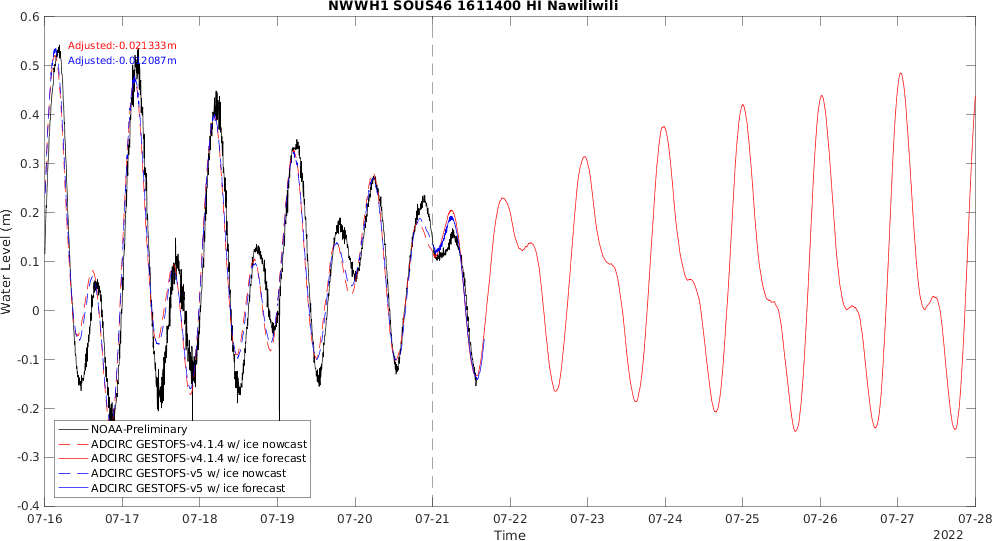 NWWH1 SOUS46 1611400 HI Nawiliwili
0.6
0.5
0.4
0.3
0.2
0.1
0
-0.1
-0.2
-0.3
-0.4
Water Level (m)
Adjusted:-0.021333m
Adjusted:-0.012087m
NOAA-Preliminary
ADCIRC GESTOFS-v4.1.4 w/ ice nowcast
ADCIRC GESTOFS-v4.1.4 w/ ice forecast
ADCIRC GESTOFS-v5 w/ ice nowcast
ADCIRC GESTOFS-v5 w/ ice forecast
07-16 07-17 07-18 07-19 07-20 07-21 07-22 07-23 07-24 07-25 07-26 07-27 07-28
Time
2022